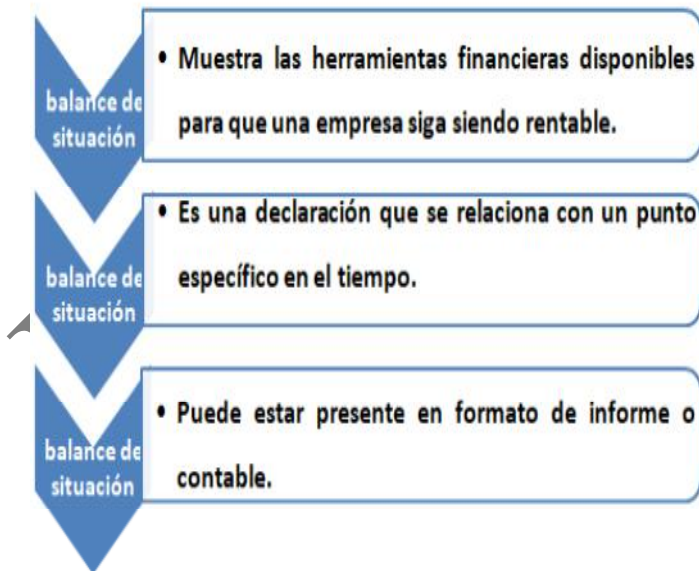 balance de
situación
• Muestra las herramientas financieras disponibles
para que una empresa siga siendo rentable.
balance de
situación
• Es una declaración que se relaciona con un punto
específico en el tiempo.
balance de
situación
• Puede estar presente en formato de informe o
contable.